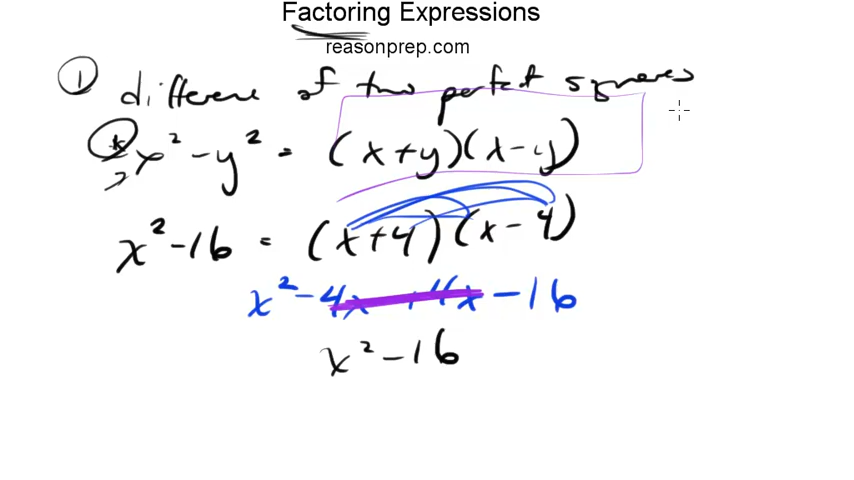 Factoring Expressions
reasonprep.com
① difference of two perfect squares
* x² - y² = (x+y)(x-y)
x² - 16 = (x+4)(x-4)
x² - 4x + 4x - 16
x² - 16